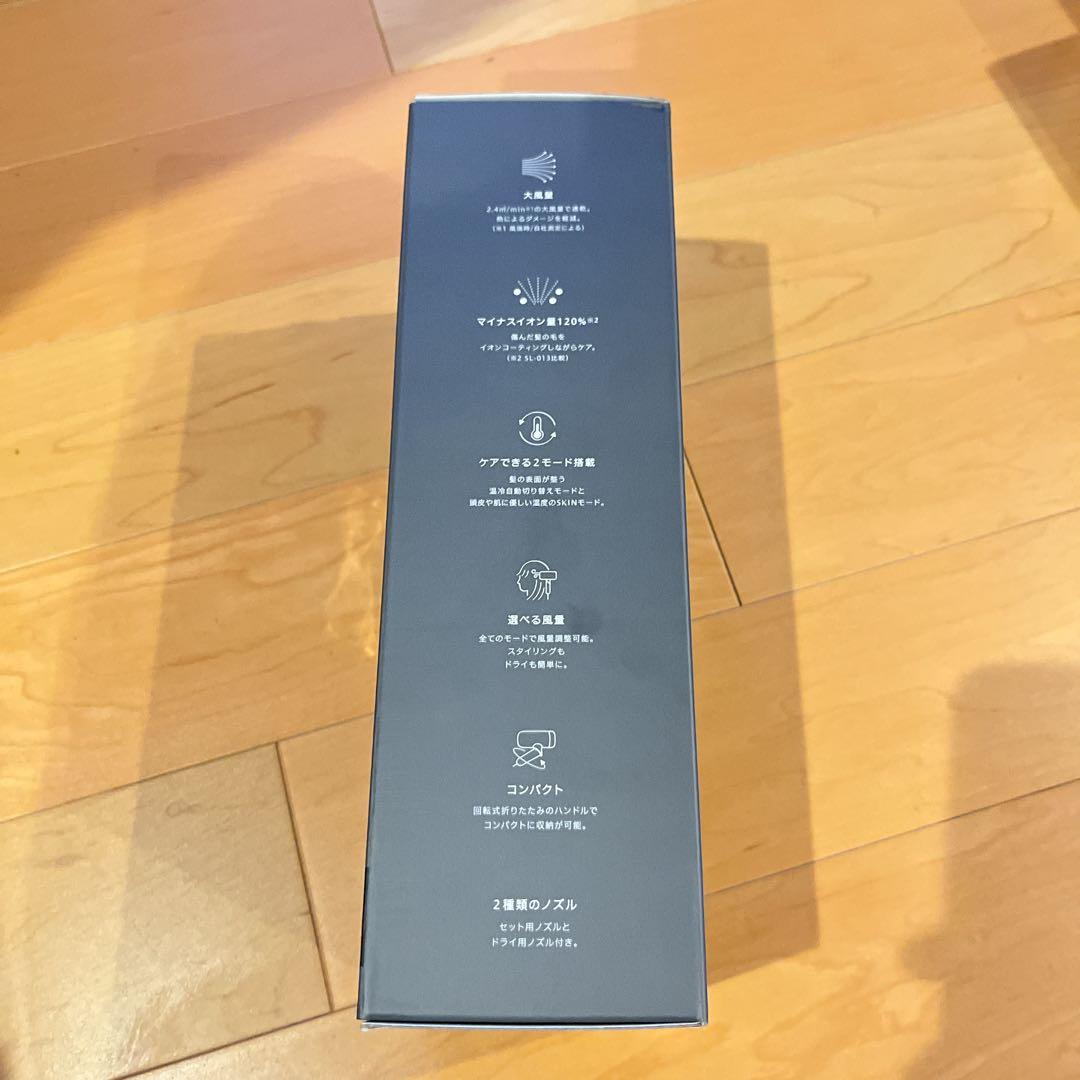 大風量
2.4㎥/min※1の大風量で速乾。
熱によるダメージを軽減。
(※1 風強時/自社測定による)
マイナスイオン量120%※2
傷んだ髪の毛を
イオンコーティングしながらケア。
(※2 SL-013比較)
ケアできる2モード搭載
髪の表面が整う
温冷自動切り替えモードと
頭皮や肌に優しい温度のSKINモード。
選べる風量
全てのモードで風量調整可能。
スタイリングも
ドライも簡単に。
コンパクト
回転式折りたたみのハンドルで
コンパクトに収納が可能。
2種類のノズル
セット用ノズルと
ドライ用ノズル付き。